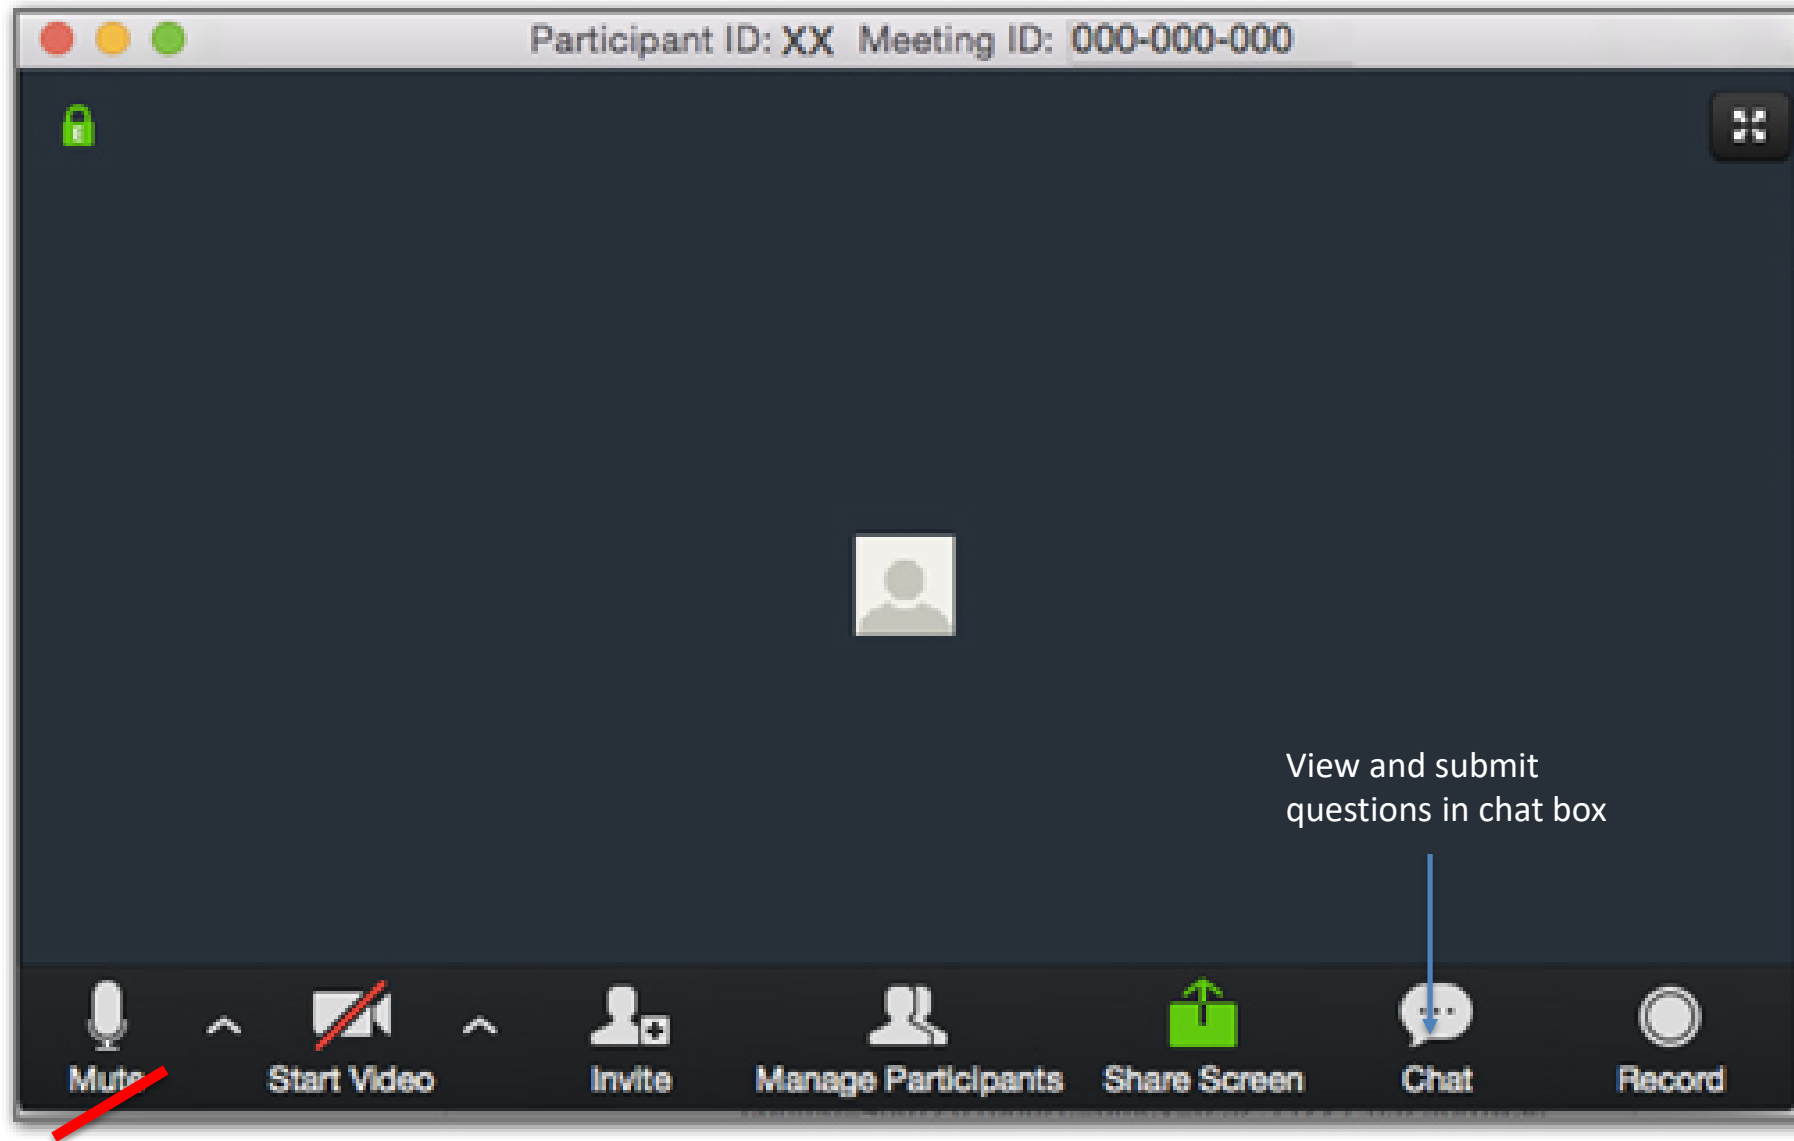 Participant ID: XX Meeting ID: 000-000-000
View and submit
questions in chat box
Mute
Start Video
Invite
Manage Participants
Share Screen
Chat
Record